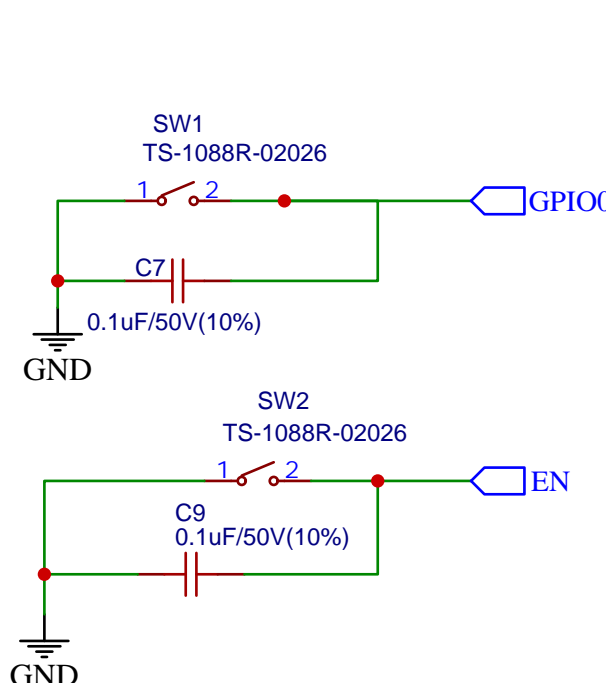 SW1
TS-1088R-02026
1 2
GPIO0
C7
0.1uF/50V(10%)
GND
SW2
TS-1088R-02026
1 2
EN
C9
0.1uF/50V(10%)
GND